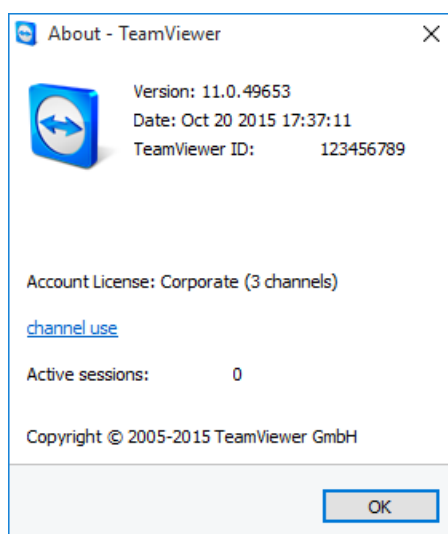 About - TeamViewer
Version: 11.0.49653
Date: Oct 20 2015 17:37:11
TeamViewer ID: 123456789
Account License: Corporate (3 channels)
channel use
Active sessions: 0
Copyright © 2005-2015 TeamViewer GmbH
OK